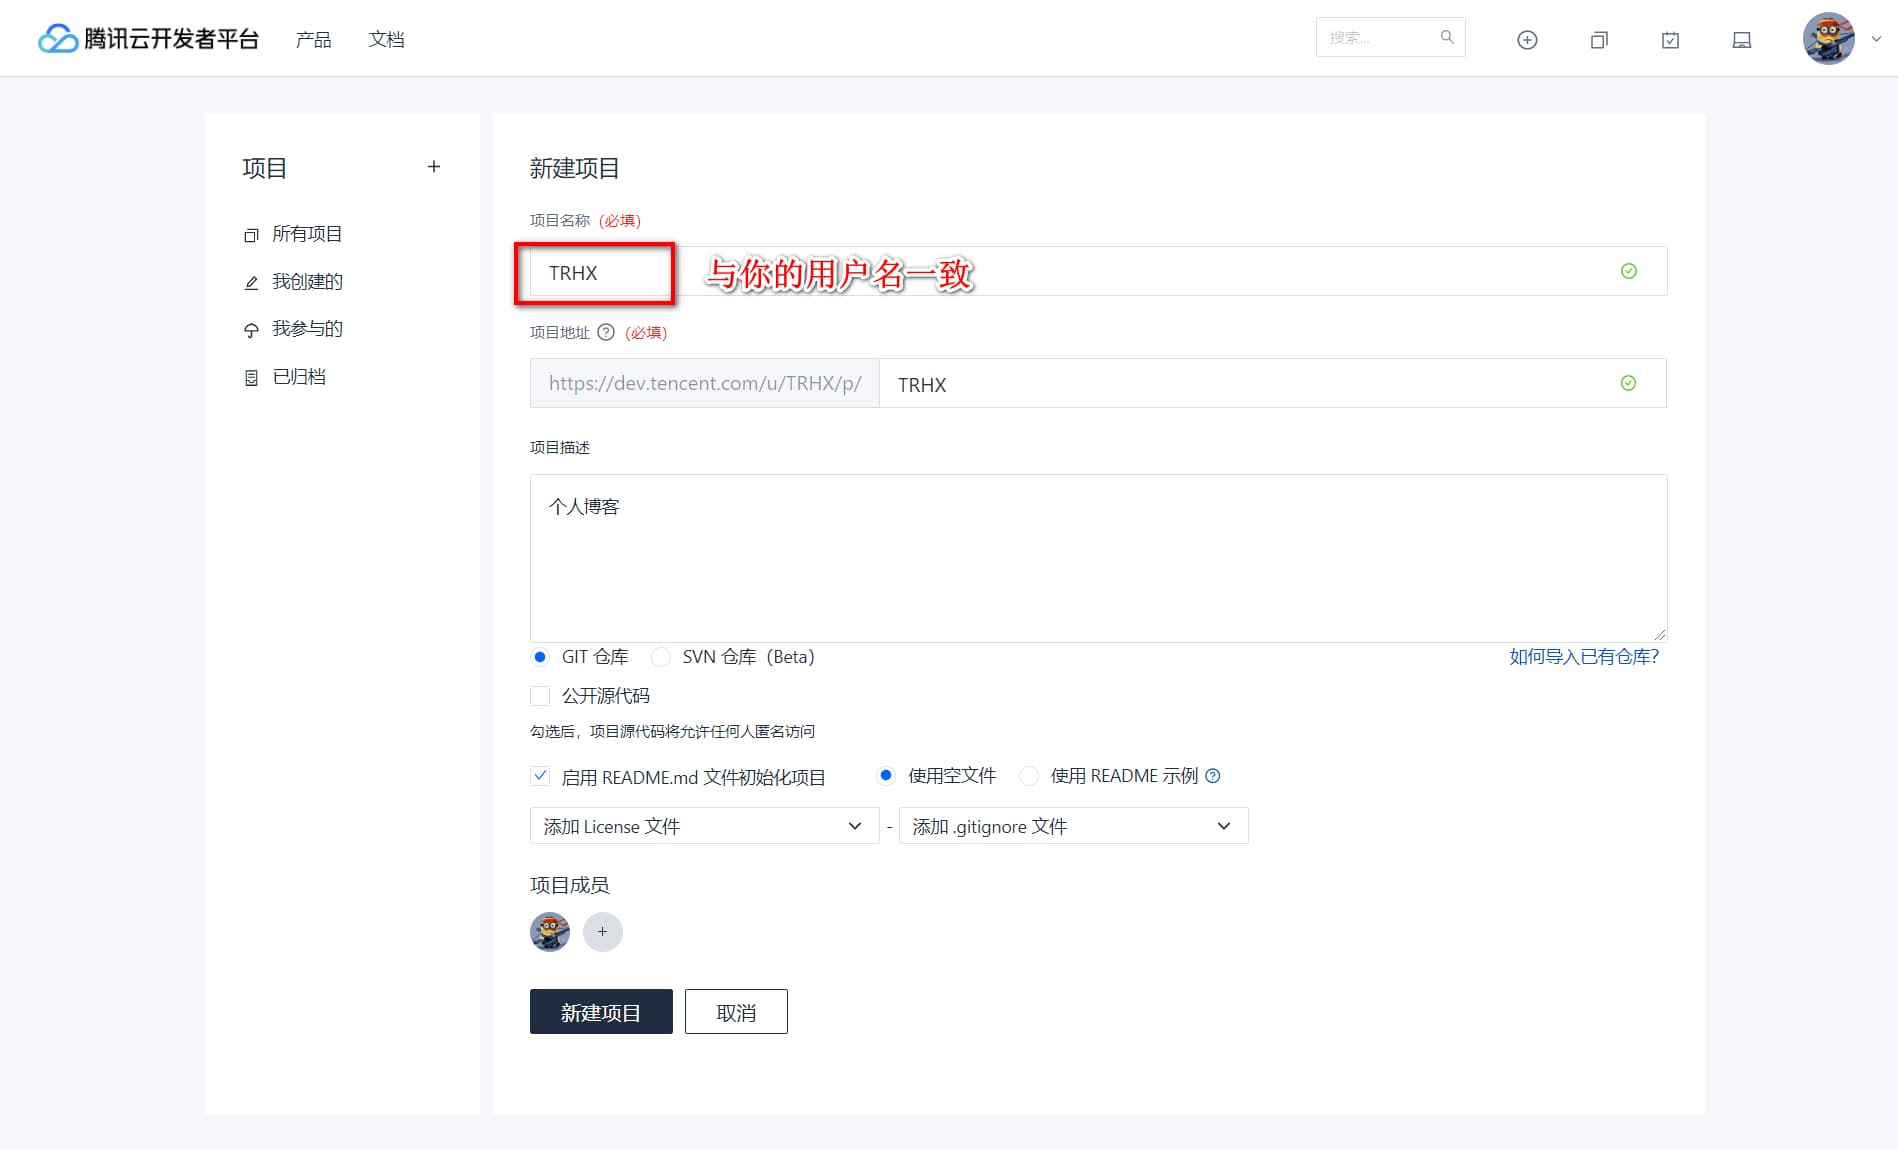 腾讯云开发者平台 产品 文档 搜索...
项目 +
所有项目
我创建的
我参与的
已归档
新建项目
项目名称 (必填)
TRHX 与你的用户名一致
项目地址 ? (必填)
https://dev.tencent.com/u/TRHX/p/ TRHX
项目描述
个人博客
GIT 仓库 SVN 仓库（Beta） 如何导入已有仓库?
公开源代码
勾选后，项目源代码将允许任何人匿名访问
启用 README.md 文件初始化项目 使用空文件 使用 README 示例 ?
添加 License 文件 - 添加 .gitignore 文件
项目成员
+
新建项目 取消